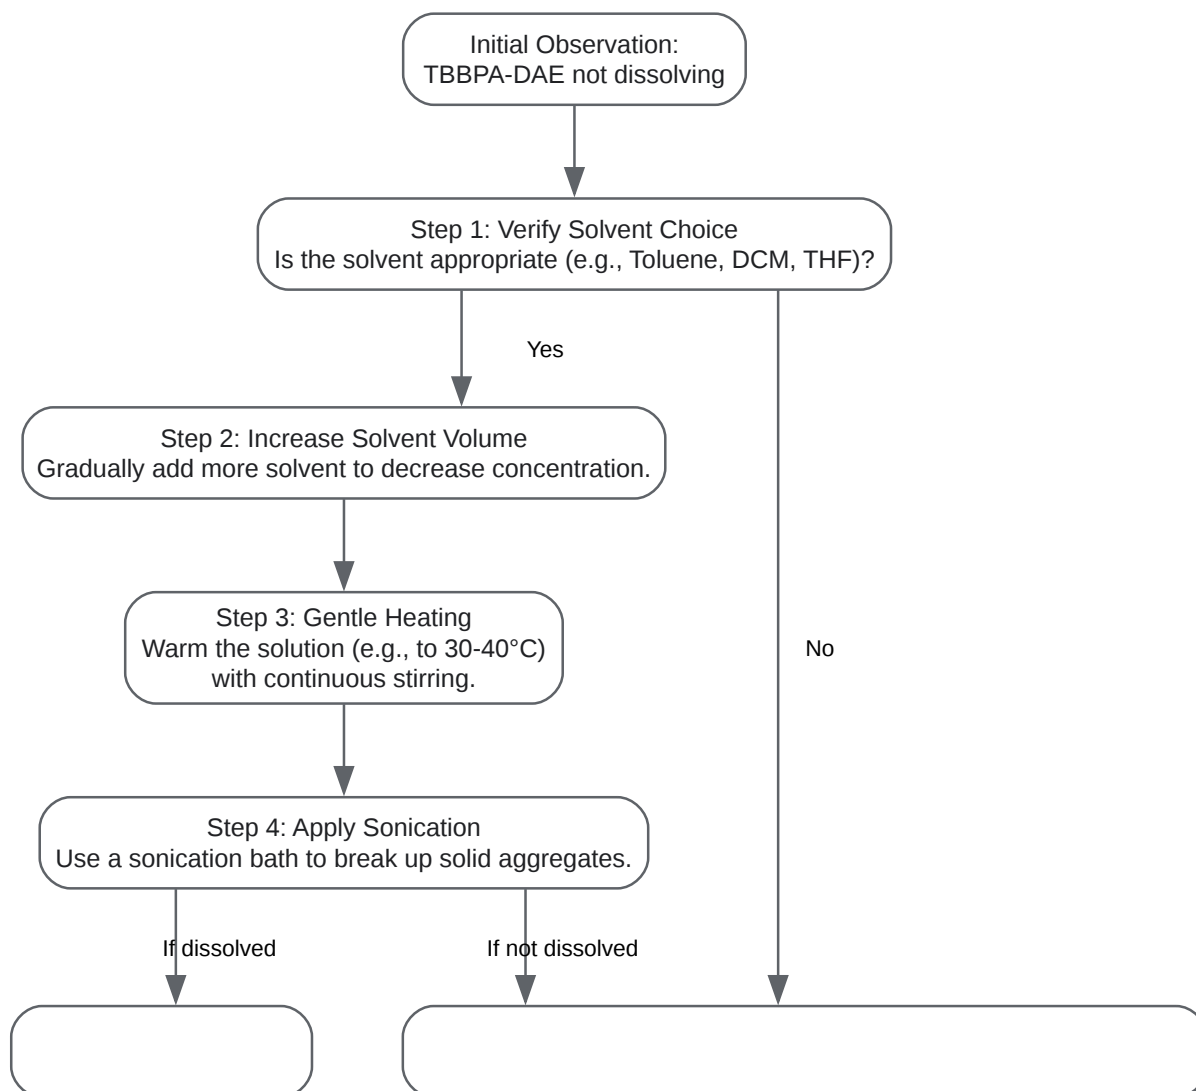 Initial Observation:
TBBPA-DAE not dissolving
Step 1: Verify Solvent Choice
Is the solvent appropriate (e.g., Toluene, DCM, THF)?
Yes
Step 2: Increase Solvent Volume
Gradually add more solvent to decrease concentration.
Step 3: Gentle Heating
Warm the solution (e.g., to 30-40°C)
with continuous stirring.
No
Step 4: Apply Sonication
Use a sonication bath to break up solid aggregates.
If dissolved
If not dissolved